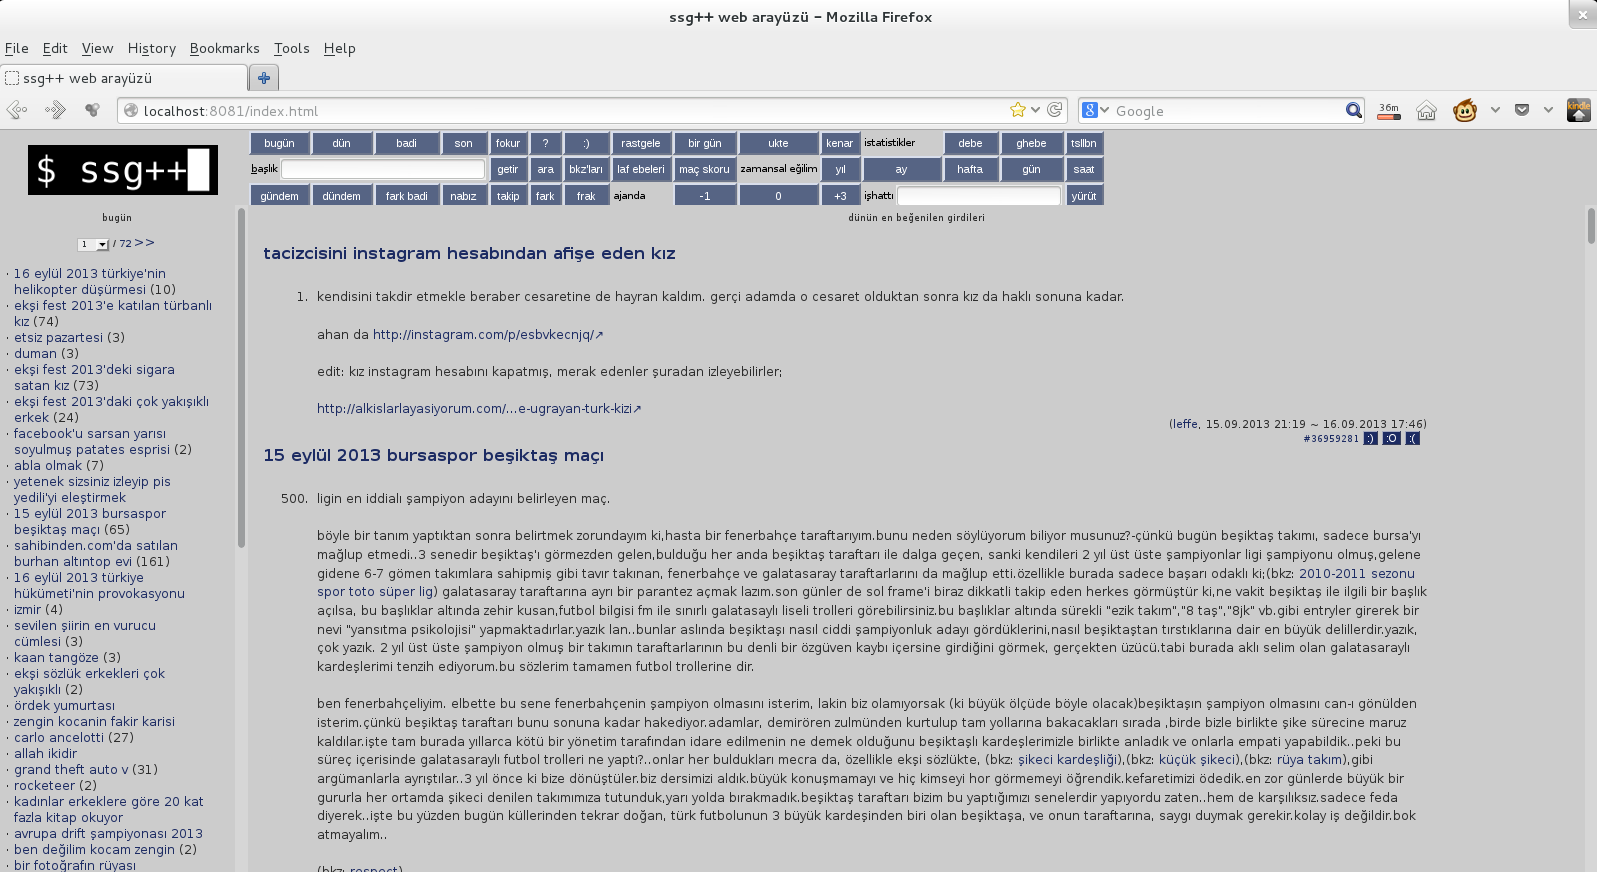 ssg++ web arayüzü – Mozilla Firefox
File Edit View History Bookmarks Tools Help
ssg++ web arayüzü
localhost:8081/index.html
Google
36m
kindle
$ ssg++
bugün dün badi son fokur ? :) rastgele bir gün ukte kenar istatistikler debe ghebe tsllbn
başlık getir ara bkz'ları laf ebeleri maç skoru zamansal eğilim yıl ay hafta gün saat
gündem dündem fark badi nabız takip fark frak ajanda -1 0 +3 işhattı yürüt
bugün
1 / 72 >>
· 16 eylül 2013 türkiye'nin
helikopter düşürmesi (10)
· ekşi fest 2013'e katılan türbanlı
kız (74)
· etsiz pazartesi (3)
· duman (3)
· ekşi fest 2013'deki sigara
satan kız (73)
· ekşi fest 2013'daki çok yakışıklı
erkek (24)
· facebook'u sarsan yarısı
soyulmuş patates esprisi (2)
· abla olmak (7)
· yetenek sizsiniz izleyip pis
yedili'yi eleştirmek
· 15 eylül 2013 bursaspor
beşiktaş maçı (65)
· sahibinden.com'da satılan
burhan altıntop evi (161)
· 16 eylül 2013 türkiye
hükümeti'nin provokasyonu
· izmir (4)
· sevilen şiirin en vurucu
cümlesi (3)
· kaan tangöze (3)
· ekşi sözlük erkekleri çok
yakışıklı (2)
· ördek yumurtası
· zengin kocanin fakir karisi
· carlo ancelotti (27)
· allah ikidir
· grand theft auto v (31)
· rocketeer (2)
· kadınlar erkeklere göre 20 kat
fazla kitap okuyor
· avrupa drift şampiyonası 2013
· ben değilim kocam zengin (2)
· bir fotoğrafın rüyası
dünün en beğenilen girdileri
tacizcisini instagram hesabından afişe eden kız
1. kendisini takdir etmekle beraber cesaretine de hayran kaldım. gerçi adamda o cesaret olduktan sonra kız da haklı sonuna kadar.
ahan da http://instagram.com/p/esbvkecnjq/↗
edit: kız instagram hesabını kapatmış, merak edenler şuradan izleyebilirler;
http://alkislarlayasiyorum.com/...e-ugrayan-turk-kizi↗
(leffe, 15.09.2013 21:19 ~ 16.09.2013 17:46)
#36959281 :) :O :(
15 eylül 2013 bursaspor beşiktaş maçı
500. ligin en iddialı şampiyon adayını belirleyen maç.
böyle bir tanım yaptıktan sonra belirtmek zorundayım ki,hasta bir fenerbahçe taraftarıyım.bunu neden söylüyorum biliyor musunuz?-çünkü bugün beşiktaş takımı, sadece bursa'yı
mağlup etmedi..3 senedir beşiktaş'ı görmezden gelen,bulduğu her anda beşiktaş taraftarı ile dalga geçen, sanki kendileri 2 yıl üst üste şampiyonlar ligi şampiyonu olmuş,gelene
gidene 6-7 gömen takımlara sahipmiş gibi tavır takınan, fenerbahçe ve galatasaray taraftarlarını da mağlup etti.özellikle burada sadece başarı odaklı ki;(bkz: 2010-2011 sezonu
spor toto süper lig) galatasaray taraftarına ayrı bir parantez açmak lazım.son günler de sol frame'i biraz dikkatli takip eden herkes görmüştür ki,ne vakit beşiktaş ile ilgili bir başlık
açılsa, bu başlıklar altında zehir kusan,futbol bilgisi fm ile sınırlı galatasaylı liseli trolleri görebilirsiniz.bu başlıklar altında sürekli "ezik takım","8 taş","8jk" vb.gibi entryler girerek bir
nevi "yansıtma psikolojisi" yapmaktadırlar.yazık lan..bunlar aslında beşiktaşı nasıl ciddi şampiyonluk adayı gördüklerini,nasıl beşiktaştan tırstıklarına dair en büyük delillerdir.yazık,
çok yazık. 2 yıl üst üste şampiyon olmuş bir takımın taraftarlarının bu denli bir özgüven kaybı içersine girdiğini görmek, gerçekten üzücü.tabi burada aklı selim olan galatasaraylı
kardeşlerimi tenzih ediyorum.bu sözlerim tamamen futbol trollerine dir.
ben fenerbahçeliyim. elbette bu sene fenerbahçenin şampiyon olmasını isterim, lakin biz olamıyorsak (ki büyük ölçüde böyle olacak)beşiktaşın şampiyon olmasını can-ı gönülden
isterim.çünkü beşiktaş taraftarı bunu sonuna kadar hakediyor.adamlar, demirören zulmünden kurtulup tam yollarına bakacakları sırada ,birde bizle birlikte şike sürecine maruz
kaldılar.işte tam burada yıllarca kötü bir yönetim tarafından idare edilmenin ne demek olduğunu beşiktaşlı kardeşlerimizle birlikte anladık ve onlarla empati yapabildik..peki bu
süreç içerisinde galatasaraylı futbol trolleri ne yaptı?..onlar her buldukları mecra da, özellikle ekşi sözlükte, (bkz: şikeci kardeşliği),(bkz: küçük şikeci),(bkz: rüya takım),gibi
argümanlarla ayrıştılar..3 yıl önce ki bize dönüştüler.biz dersimizi aldık.büyük konuşmamayı ve hiç kimseyi hor görmemeyi öğrendik.kefaretimizi ödedik.en zor günlerde büyük bir
gururla her ortamda şikeci denilen takımımıza tutunduk,yarı yolda bırakmadık.beşiktaş taraftarı bizim bu yaptığımızı senelerdir yapıyordu zaten..hem de karşılıksız.sadece feda
diyerek..işte bu yüzden bugün küllerinden tekrar doğan, türk futbolunun 3 büyük kardeşinden biri olan beşiktaşa, ve onun taraftarına, saygı duymak gerekir.kolay iş değildir.bok
atmayalım..
(bkz: respect)